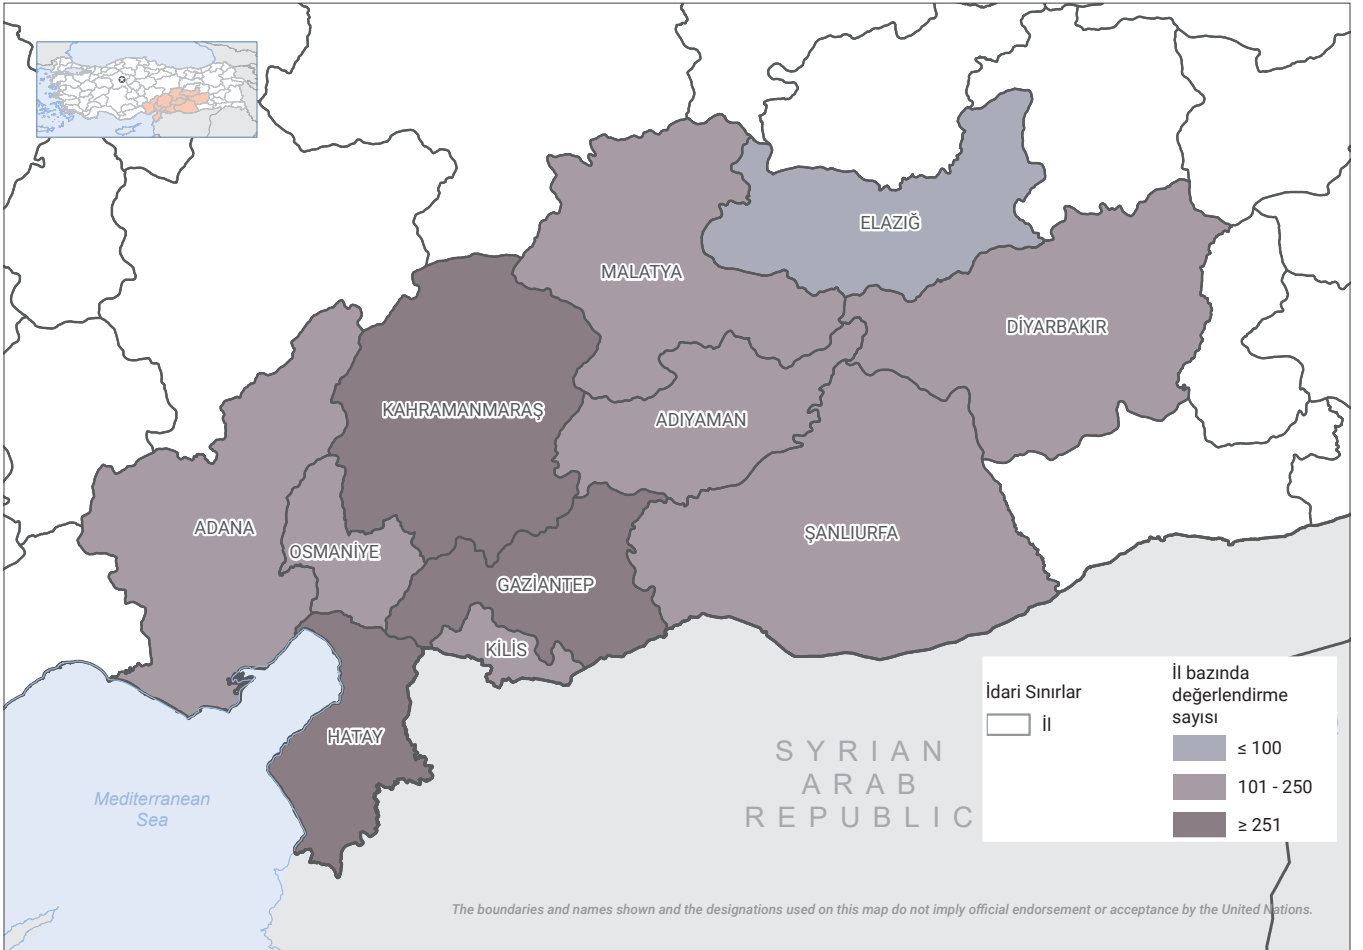 ELAZIĞ
MALATYA
DİYARBAKIR
KAHRAMANMARAŞ
ADIYAMAN
ADANA
OSMANİYE
ŞANLIURFA
GAZİANTEP
KİLİS
HATAY
Mediterranean
Sea
SYRIAN
ARAB
REPUBLIC
İdari Sınırlar
İl
İl bazında
değerlendirme
sayısı
≤ 100
101 - 250
≥ 251
The boundaries and names shown and the designations used on this map do not imply official endorsement or acceptance by the United Nations.